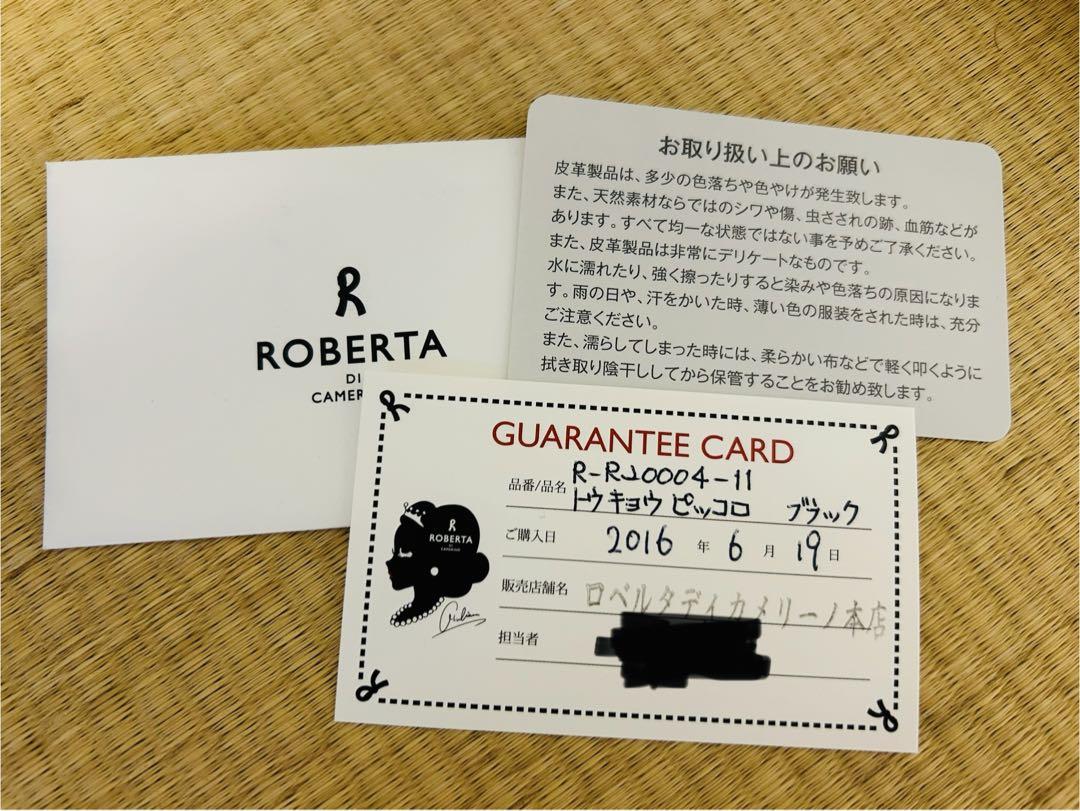 R
ROBERTA
DI
CAMER
お取り扱い上のお願い
皮革製品は、多少の色落ちや色やけが発生致します。
また、天然素材ならではのシワや傷、虫さされの跡、血筋などが
あります。すべて均一な状態ではない事を予めご了承ください。
また、皮革製品は非常にデリケートなものです。
水に濡れたり、強く擦ったりすると染みや色落ちの原因になりま
す。雨の日や、汗をかいた時、薄い色の服装をされた時は、充分
ご注意ください。
また、濡らしてしまった時には、柔らかい布などで軽く叩くように
拭き取り陰干ししてから保管することをお勧め致します。
GUARANTEE CARD
品番/品名 R-RJ0004-11
トウキョウピッコロ ブラック
ご購入日 2016 年 6 月 19 日
販売店舗名 ロベルタディカメリーノ本店
担当者
R
ROBERTA
DI
CAMERINO